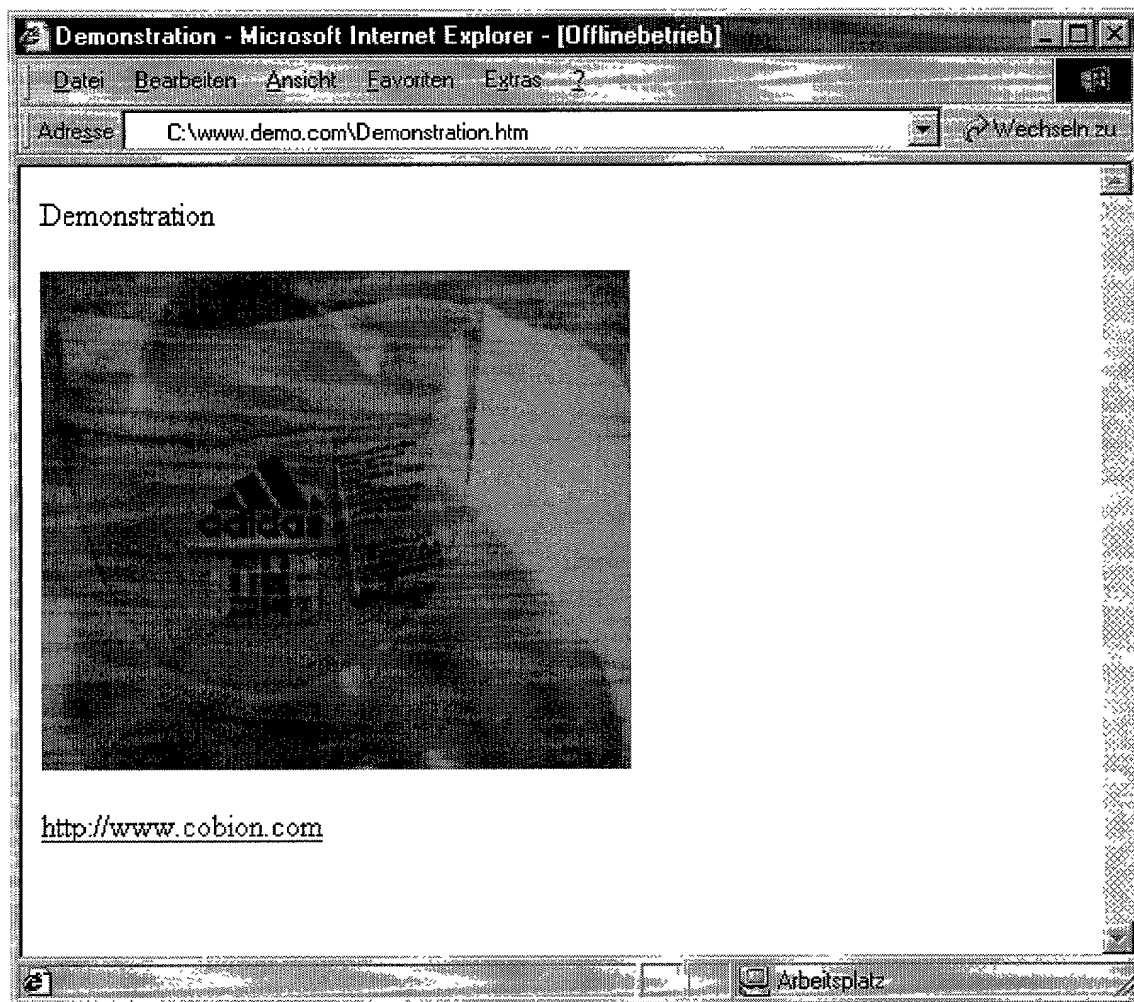 Demonstration - Microsoft Internet Explorer - [Offlinebetrieb]
Datei Bearbeiten Ansicht Favoriten Extras ?
Adresse C:\www.demo.com\Demonstration.htm Wechseln zu
Demonstration
adidas
http://www.cobion.com
Arbeitsplatz